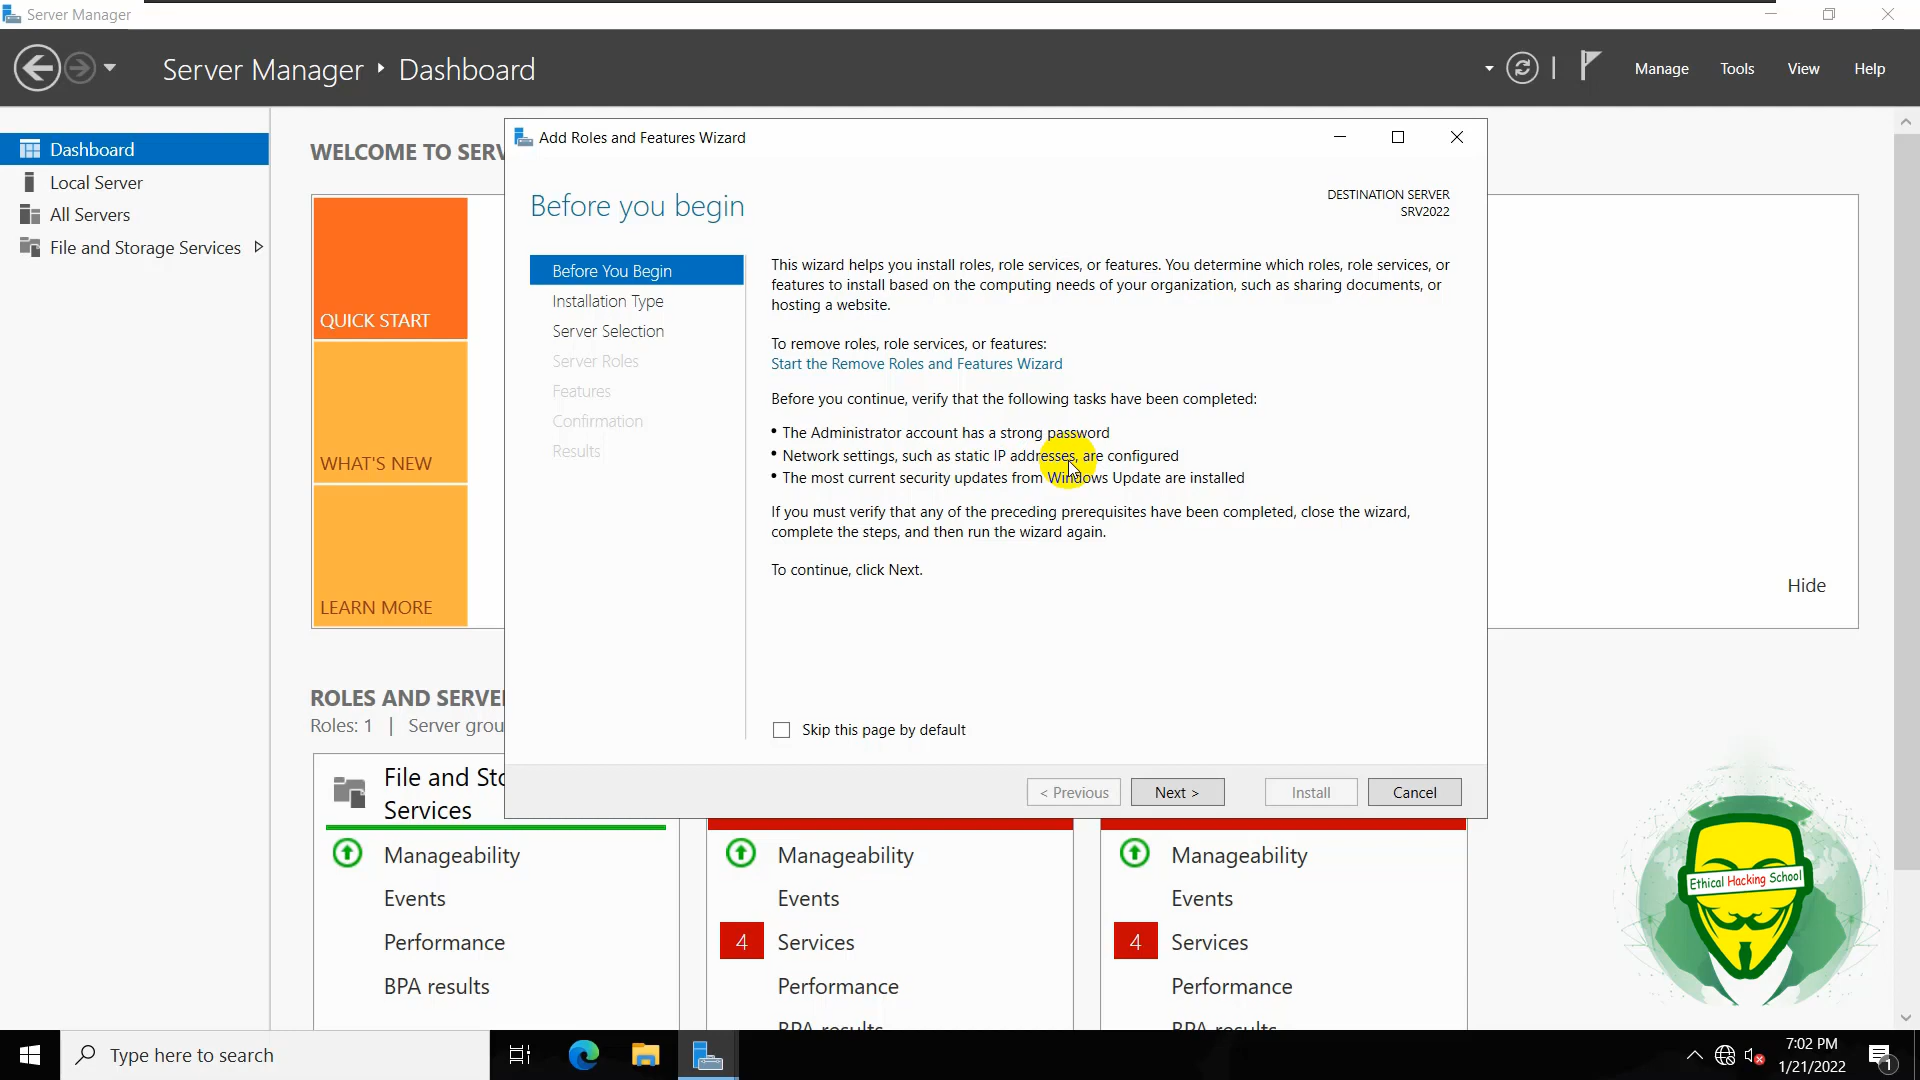 Server Manager
Server Manager Dashboard
Manage Tools View Help
Dashboard
Local Server
All Servers
File and Storage Services
WELCOME TO SERV
QUICK START
WHAT'S NEW
LEARN MORE
Hide
Add Roles and Features Wizard
Before you begin
DESTINATION SERVER
SRV2022
Before You Begin
Installation Type
Server Selection
Server Roles
Features
Confirmation
Results
This wizard helps you install roles, role services, or features. You determine which roles, role services, or
features to install based on the computing needs of your organization, such as sharing documents, or
hosting a website.
To remove roles, role services, or features:
Start the Remove Roles and Features Wizard
Before you continue, verify that the following tasks have been completed:
• The Administrator account has a strong password
• Network settings, such as static IP addresses, are configured
• The most current security updates from Windows Update are installed
If you must verify that any of the preceding prerequisites have been completed, close the wizard,
complete the steps, and then run the wizard again.
To continue, click Next.
Skip this page by default
< Previous Next > Install Cancel
ROLES AND SERVE
Roles: 1 | Server grou
File and Sto
Services
Manageability
Events
Performance
BPA results
Manageability
Events
4 Services
Performance
BPA results
Manageability
Events
4 Services
Performance
BPA results
Ethical Hacking School
Type here to search
7:02 PM
1/21/2022
1